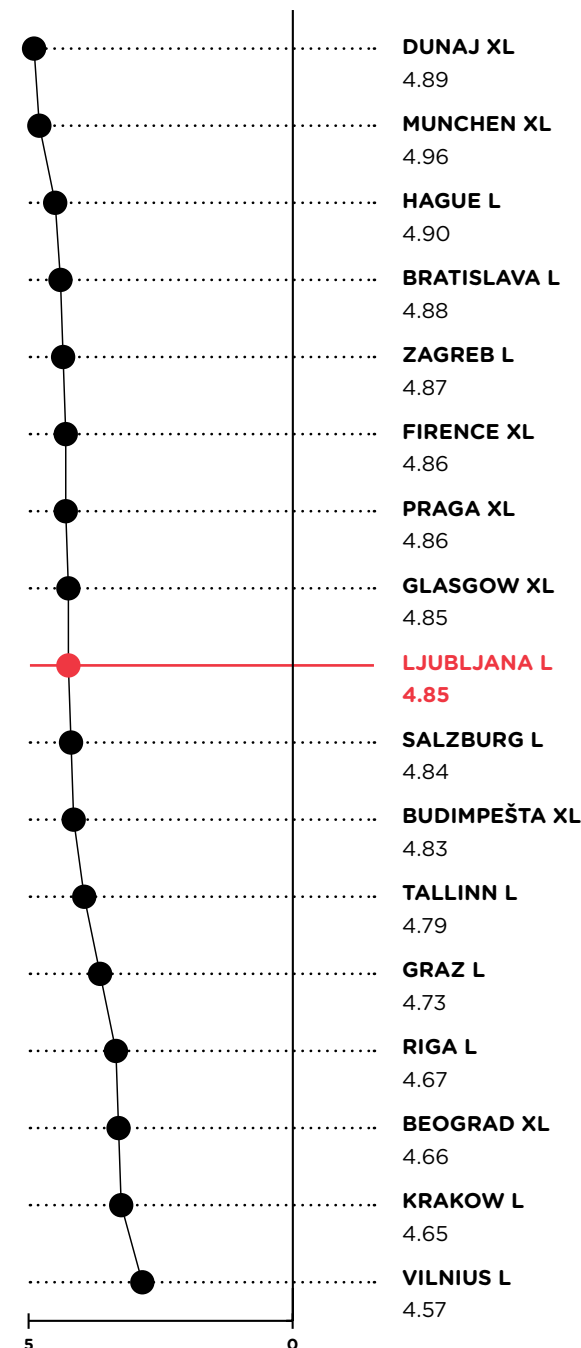 DUNAJ XL
4.89
MUNCHEN XL
4.96
HAGUE L
4.90
BRATISLAVA L
4.88
ZAGREB L
4.87
FIRENCE XL
4.86
PRAGA XL
4.86
GLASGOW XL
4.85
LJUBLJANA L
4.85
SALZBURG L
4.84
BUDIMPEŠTA XL
4.83
TALLINN L
4.79
GRAZ L
4.73
RIGA L
4.67
BEOGRAD XL
4.66
KRAKOW L
4.65
VILNIUS L
4.57
5 0